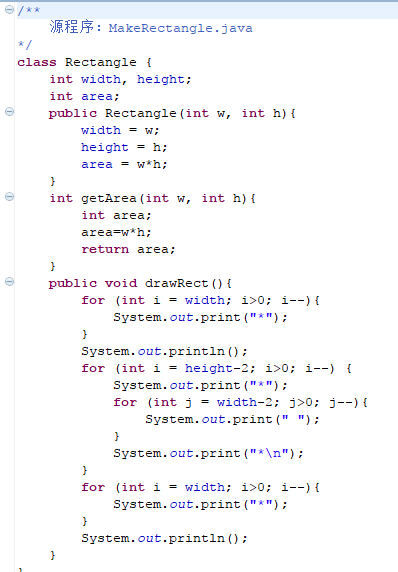 /**
    源程序：MakeRectangle.java
*/
class Rectangle {
    int width, height;
    int area;
    public Rectangle(int w, int h){
        width = w;
        height = h;
        area = w*h;
    }
    int getArea(int w, int h){
        int area;
        area=w*h;
        return area;
    }
    public void drawRect(){
        for (int i = width; i>0; i--){
            System.out.print("*");
        }
        System.out.println();
        for (int i = height-2; i>0; i--) {
            System.out.print("*");
            for (int j = width-2; j>0; j--){
                System.out.print(" ");
            }
            System.out.print("*\n");
        }
        for (int i = width; i>0; i--){
            System.out.print("*");
        }
        System.out.println();
    }
}